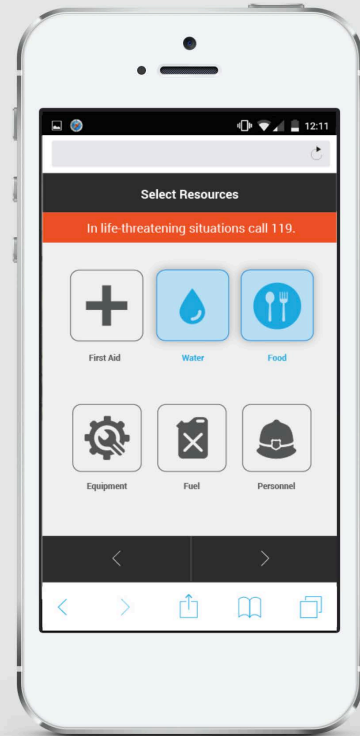 12:11
Select Resources
In life-threatening situations call 119.
First Aid
Water
Food
Equipment
Fuel
Personnel